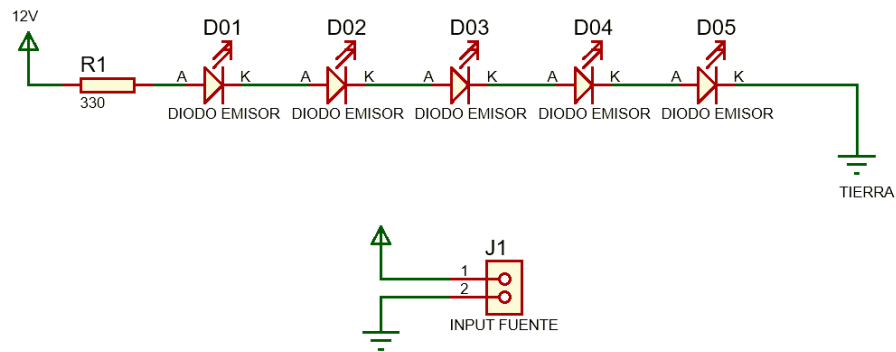 12V
R1
330
D01
A
K
DIODO EMISOR
D02
A
K
DIODO EMISOR
D03
A
K
DIODO EMISOR
D04
A
K
DIODO EMISOR
D05
A
K
DIODO EMISOR
TIERRA
J1
1
2
INPUT FUENTE